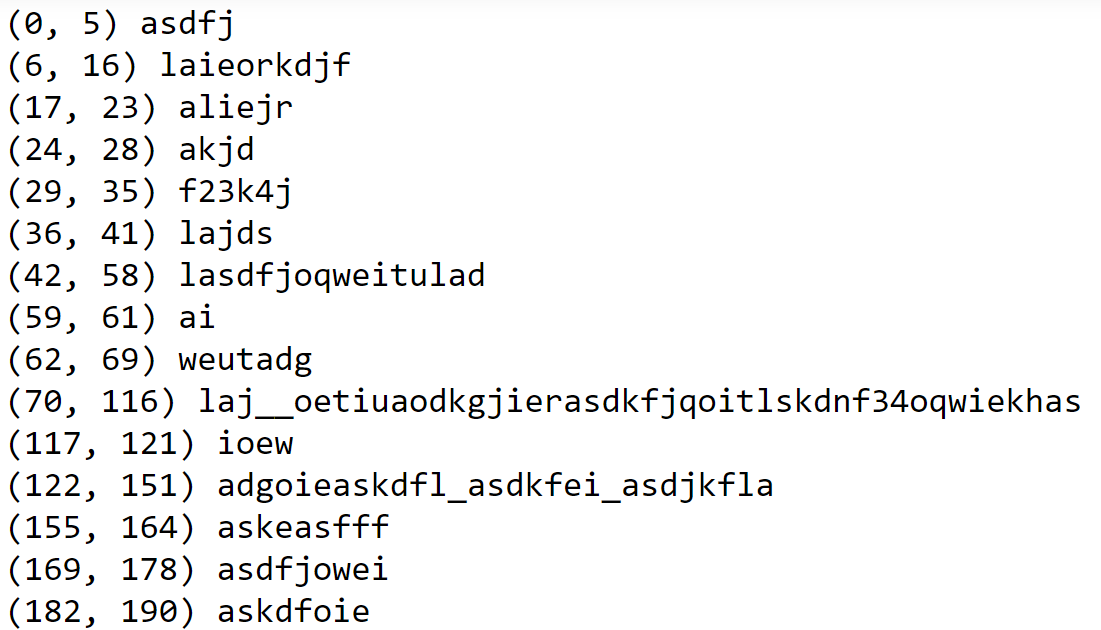 (0, 5) asdfj
(6, 16) laieorkdjf
(17, 23) aliejr
(24, 28) akjd
(29, 35) f23k4j
(36, 41) lajds
(42, 58) lasdfjoqweitulad
(59, 61) ai
(62, 69) weutadg
(70, 116) laj__oetiuaodkgjierasdkfjqoitlskdnf34oqwiekhas
(117, 121) ioew
(122, 151) adgoieaskdfl_asdkfei_asdjkfla
(155, 164) askeasfff
(169, 178) asdfjowei
(182, 190) askdfoie